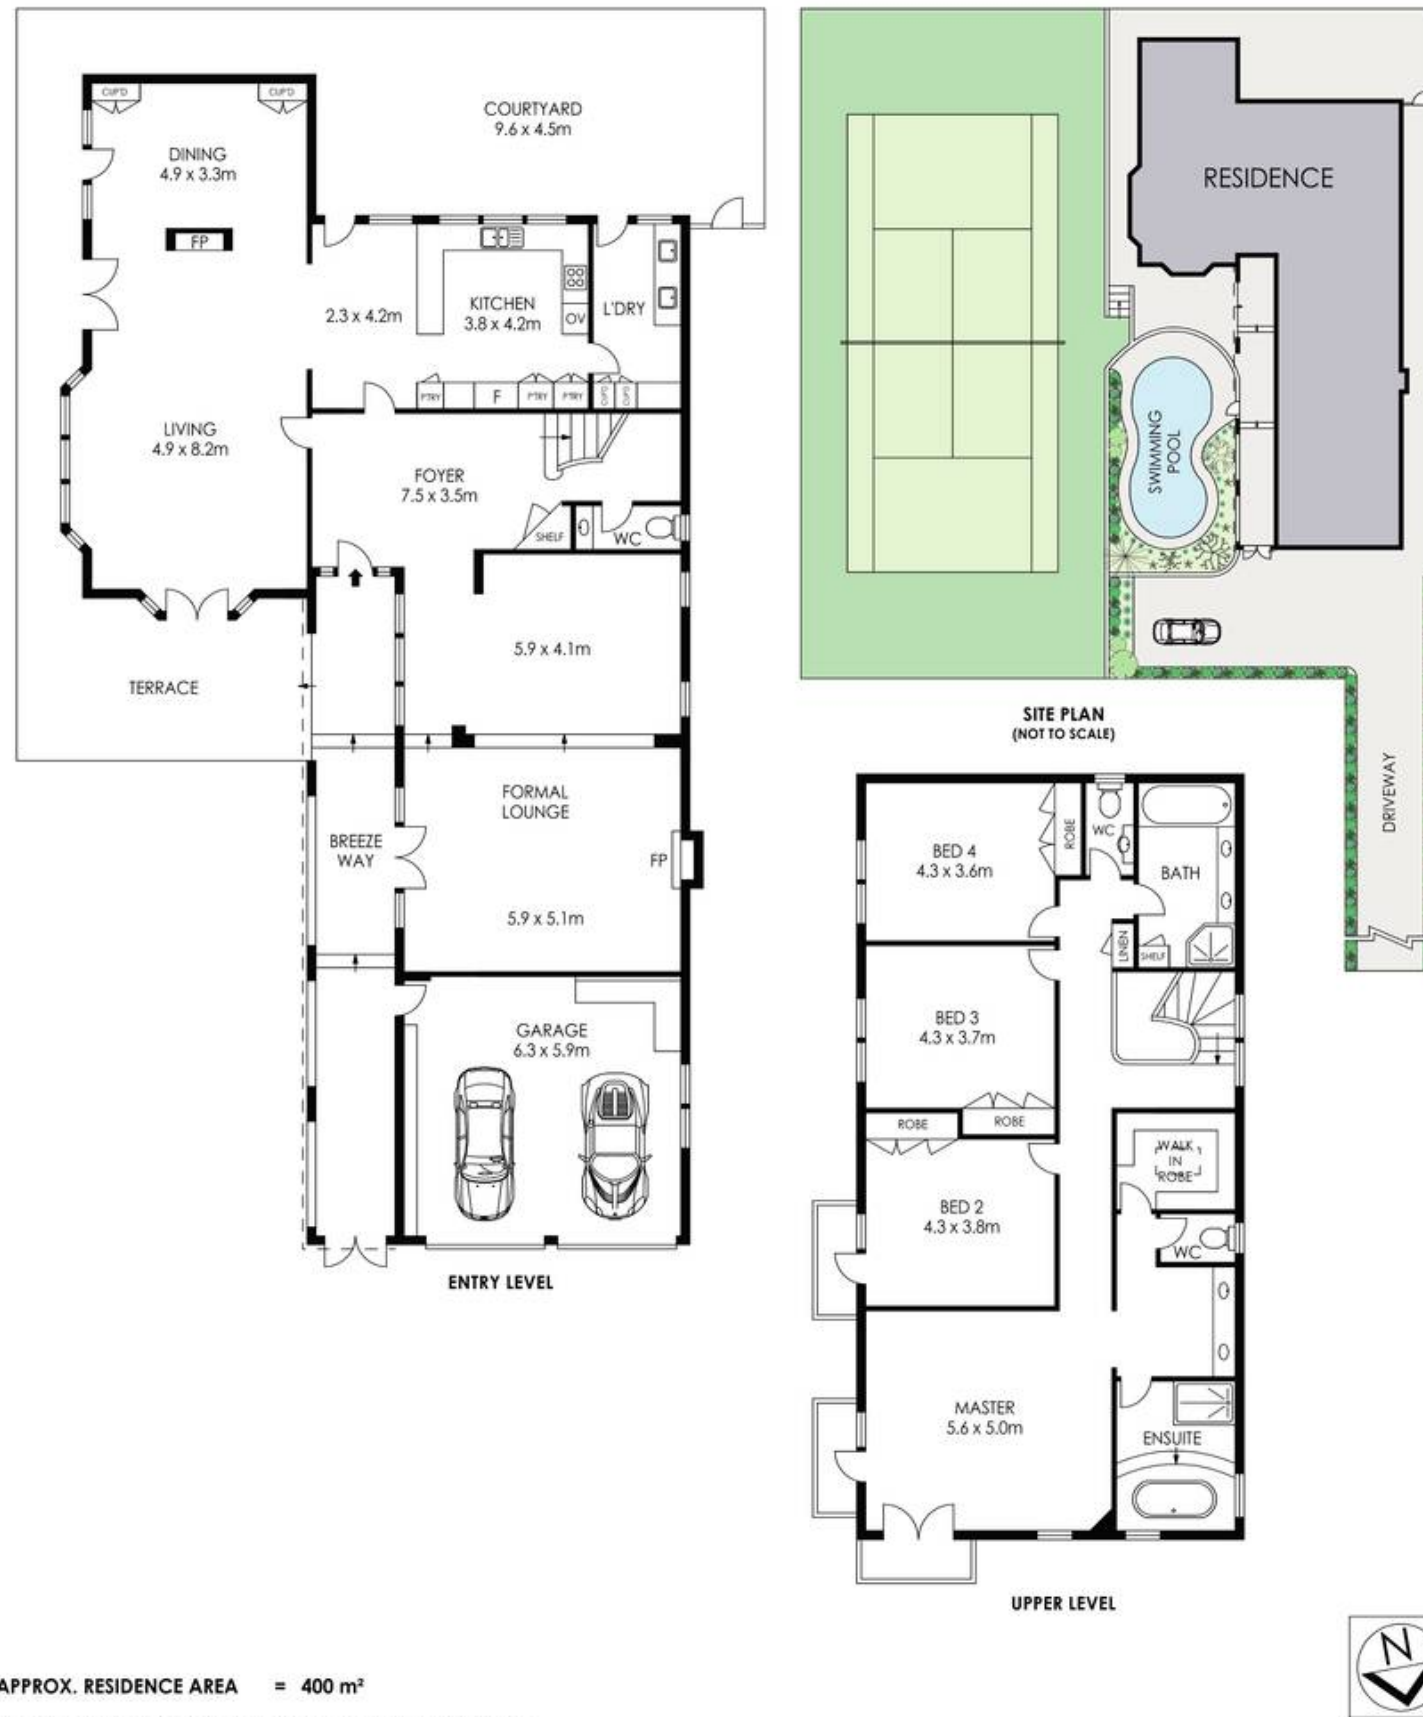 CUP'D
CUP'D
DINING
4.9 x 3.3m
COURTYARD
9.6 x 4.5m
FP
2.3 x 4.2m
KITCHEN
3.8 x 4.2m
OV
L'DRY
P'TRY
F
P'TRY
P'TRY
CUP'D
CUP'D
LIVING
4.9 x 8.2m
FOYER
7.5 x 3.5m
SHELF
WC
5.9 x 4.1m
TERRACE
FORMAL
LOUNGE
BREEZE
WAY
FP
5.9 x 5.1m
GARAGE
6.3 x 5.9m
ENTRY LEVEL
RESIDENCE
SWIMMING
POOL
SITE PLAN
(NOT TO SCALE)
DRIVEWAY
BED 4
4.3 x 3.6m
ROBE
WC
BATH
LINEN
SHELF
BED 3
4.3 x 3.7m
ROBE
ROBE
WALK
IN
ROBE
BED 2
4.3 x 3.8m
WC
MASTER
5.6 x 5.0m
ENSUITE
UPPER LEVEL
N
APPROX. RESIDENCE AREA = 400 m²